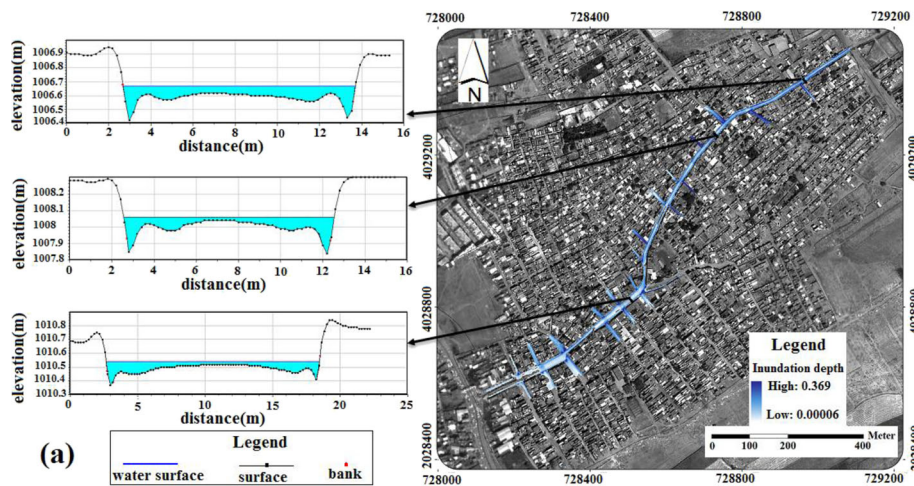 1006.9
1006.8
1006.7
1006.6
1006.5
1006.4
elevation(m)
0 2 4 6 8 10 12 14 16
distance(m)
1008.2
1008.1
1008
1007.9
1007.8
elevation(m)
0 2 4 6 8 10 12 14 16
distance(m)
1010.8
1010.7
1010.6
1010.5
1010.4
1010.3
elevation(m)
0 5 10 15 20 25
distance(m)
(a)
Legend
water surface surface bank
728000 728400 728800 729200
4029200 4029200
4028800 4028800
2028400 2028400
N
Legend
Inundation depth
High: 0.369
Low: 0.00006
Meter
0 100 200 400
728000 728400 728800 729200